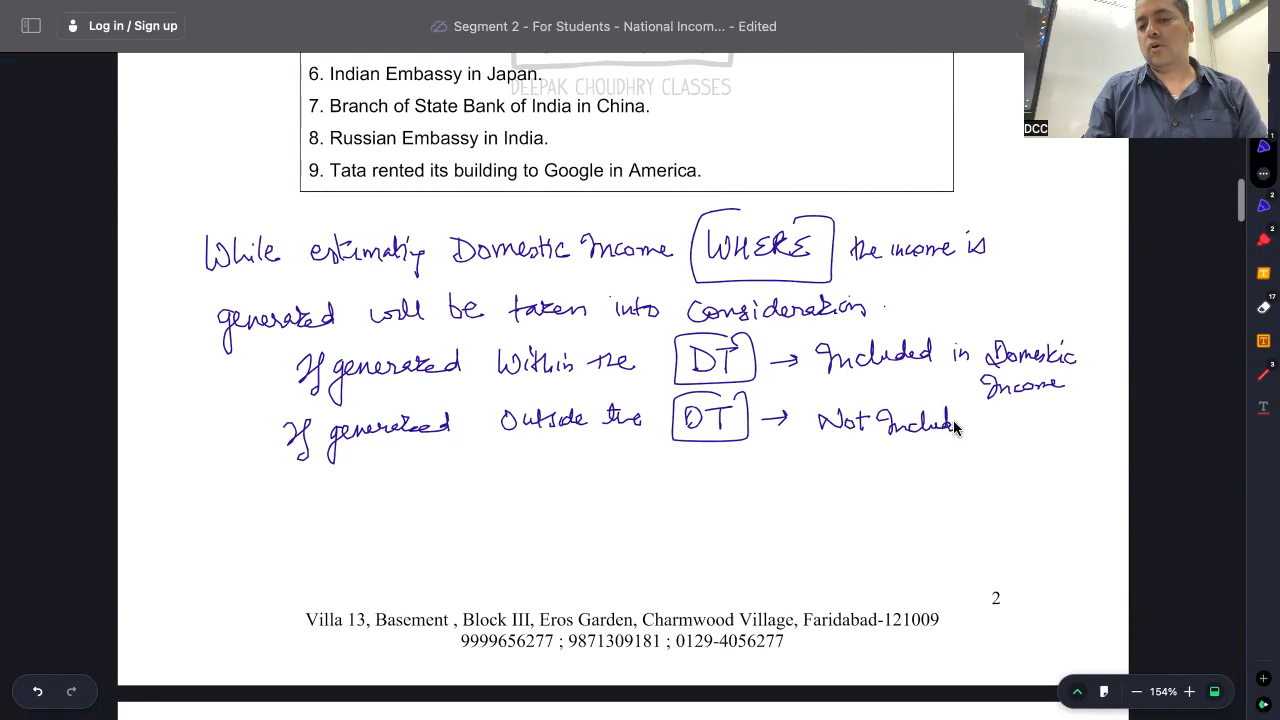 Log in / Sign up
Segment 2 - For Students - National Incom... - Edited
6. Indian Embassy in Japan.
DEEPAK CHOUDHRY CLASSES
7. Branch of State Bank of India in China.
8. Russian Embassy in India.
DCC
9. Tata rented its building to Google in America.
While estimating Domestic Income WHERE the income is
generated will be taken into consideration.
If generated Within the DT → Included in Domestic
Income
If generated Outside the DT → Not Includ
2
Villa 13, Basement , Block III, Eros Garden, Charmwood Village, Faridabad-121009
9999656277 ; 9871309181 ; 0129-4056277
154%